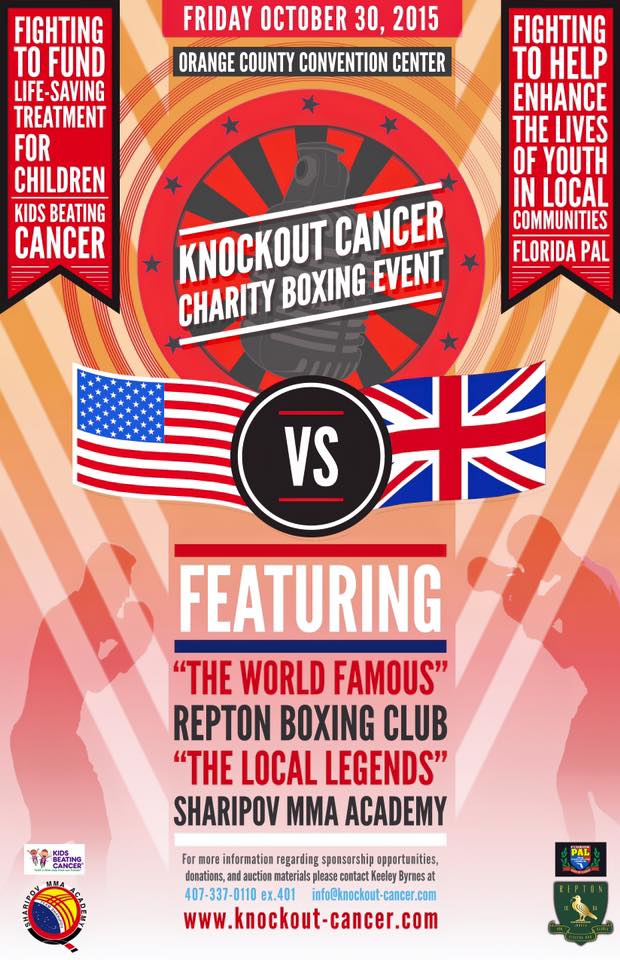 FRIDAY OCTOBER 30, 2015
ORANGE COUNTY CONVENTION CENTER
FIGHTING
TO FUND
LIFE-SAVING
TREATMENT
FOR
CHILDREN
KIDS BEATING
CANCER
FIGHTING
TO HELP
ENHANCE
THE LIVES
OF YOUTH
IN LOCAL
COMMUNITIES
FLORIDA PAL
KNOCKOUT CANCER
CHARITY BOXING EVENT
VS
FEATURING
“THE WORLD FAMOUS”
REPTON BOXING CLUB
“THE LOCAL LEGENDS”
SHARIPOV MMA ACADEMY
For more information regarding sponsorship opportunities,
donations, and auction materials please contact Keeley Byrnes at
407-337-0110 ex.401 info@knockout-cancer.com
www.knockout-cancer.com
KIDS
BEATING
CANCER
SHARIPOV MMA ACADEMY
PAL
REPTON